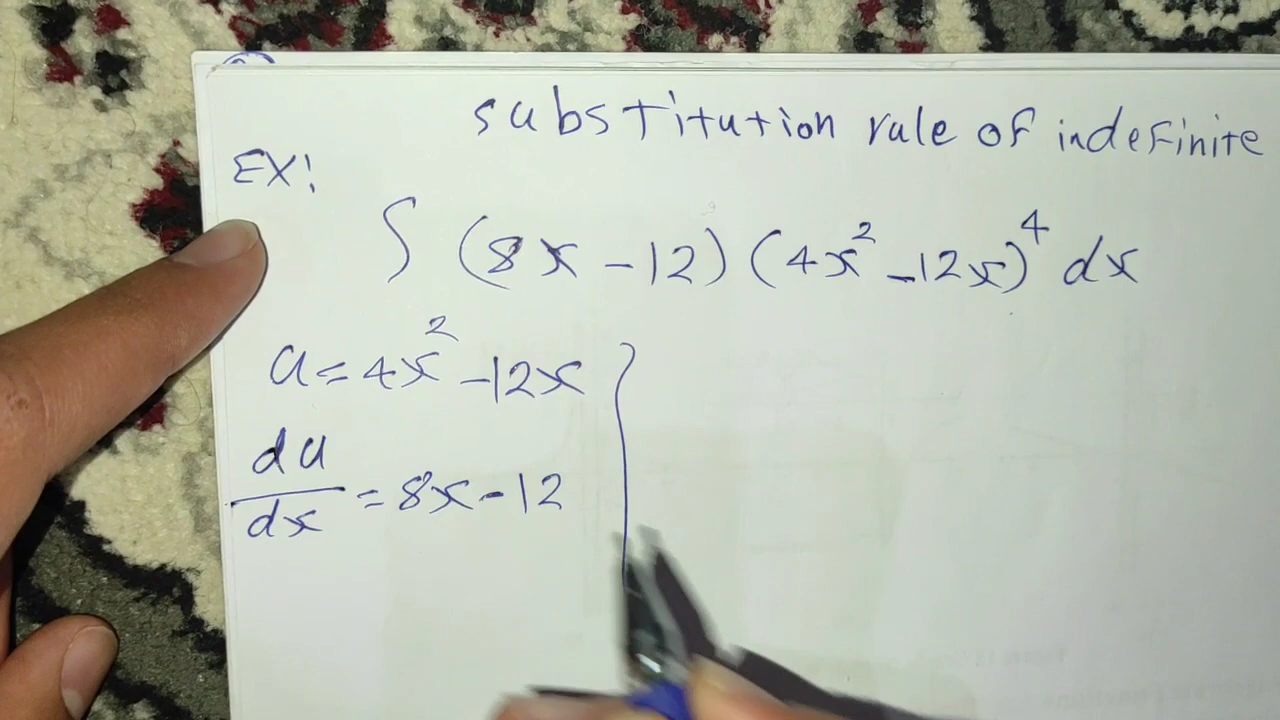 substitution rule of indefinite
EX!
∫ (8x - 12) (4x² - 12x)⁴ dx
u = 4x² - 12x
du/dx = 8x - 12